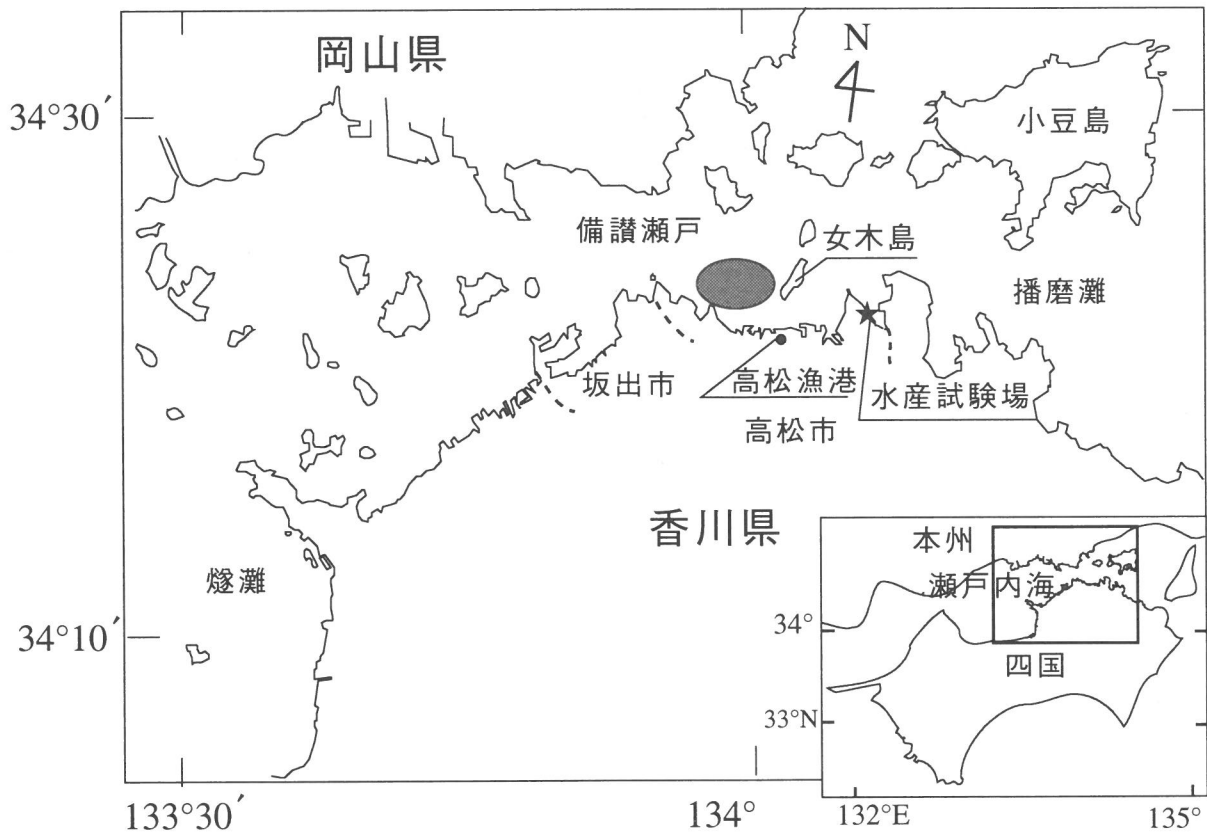 岡山県
N
34°30′
小豆島
備讃瀬戸
女木島
播磨灘
坂出市
高松漁港
水産試験場
高松市
香川県
本州
瀬戸内海
燧灘
34°
34°10′
四国
33°N
133°30′
134°
132°E
135°